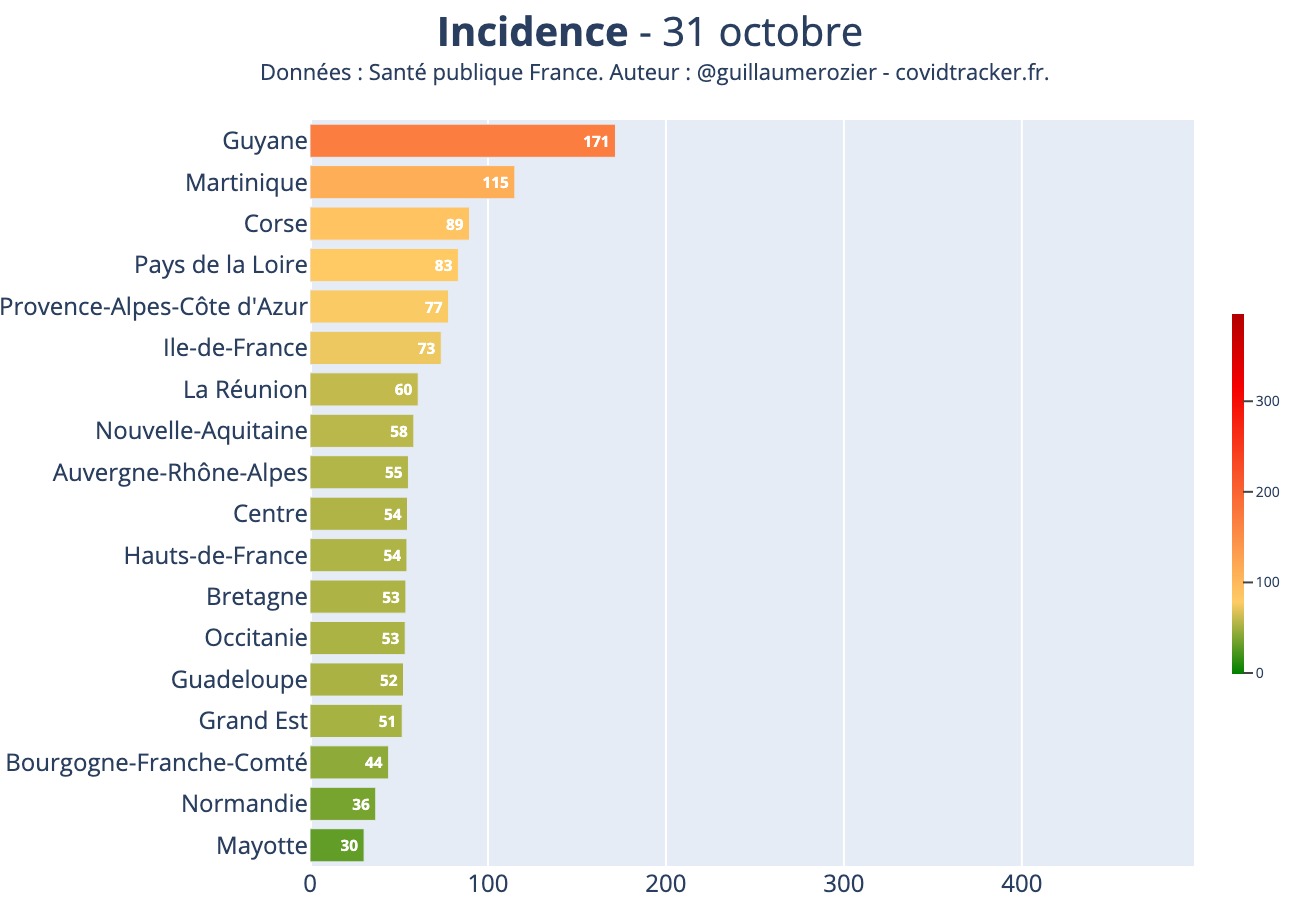 Incidence - 31 octobre
Données : Santé publique France. Auteur : @guillaumerozier - covidtracker.fr.
Guyane 171
Martinique 115
Corse 89
Pays de la Loire 83
Provence-Alpes-Côte d'Azur 77
Ile-de-France 73
La Réunion 60
Nouvelle-Aquitaine 58
Auvergne-Rhône-Alpes 55
Centre 54
Hauts-de-France 54
Bretagne 53
Occitanie 53
Guadeloupe 52
Grand Est 51
Bourgogne-Franche-Comté 44
Normandie 36
Mayotte 30
0 100 200 300 400
300
200
100
0